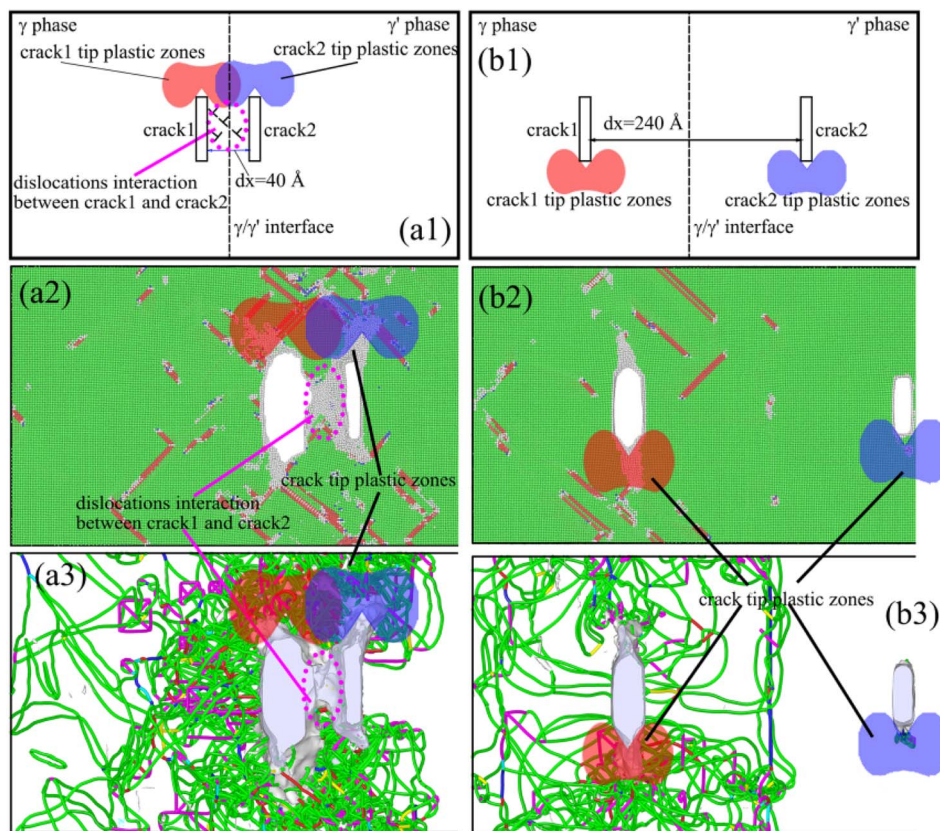 γ phase
γ' phase
crack1 tip plastic zones
crack2 tip plastic zones
crack1
crack2
dislocations interaction
between crack1 and crack2
dx=40 Å
γ/γ' interface
(a1)
γ phase
γ' phase
(b1)
crack1
dx=240 Å
crack2
crack1 tip plastic zones
crack2 tip plastic zones
γ/γ' interface
(a2)
dislocations interaction
between crack1 and crack2
crack tip plastic zones
(b2)
(a3)
crack tip plastic zones
(b3)